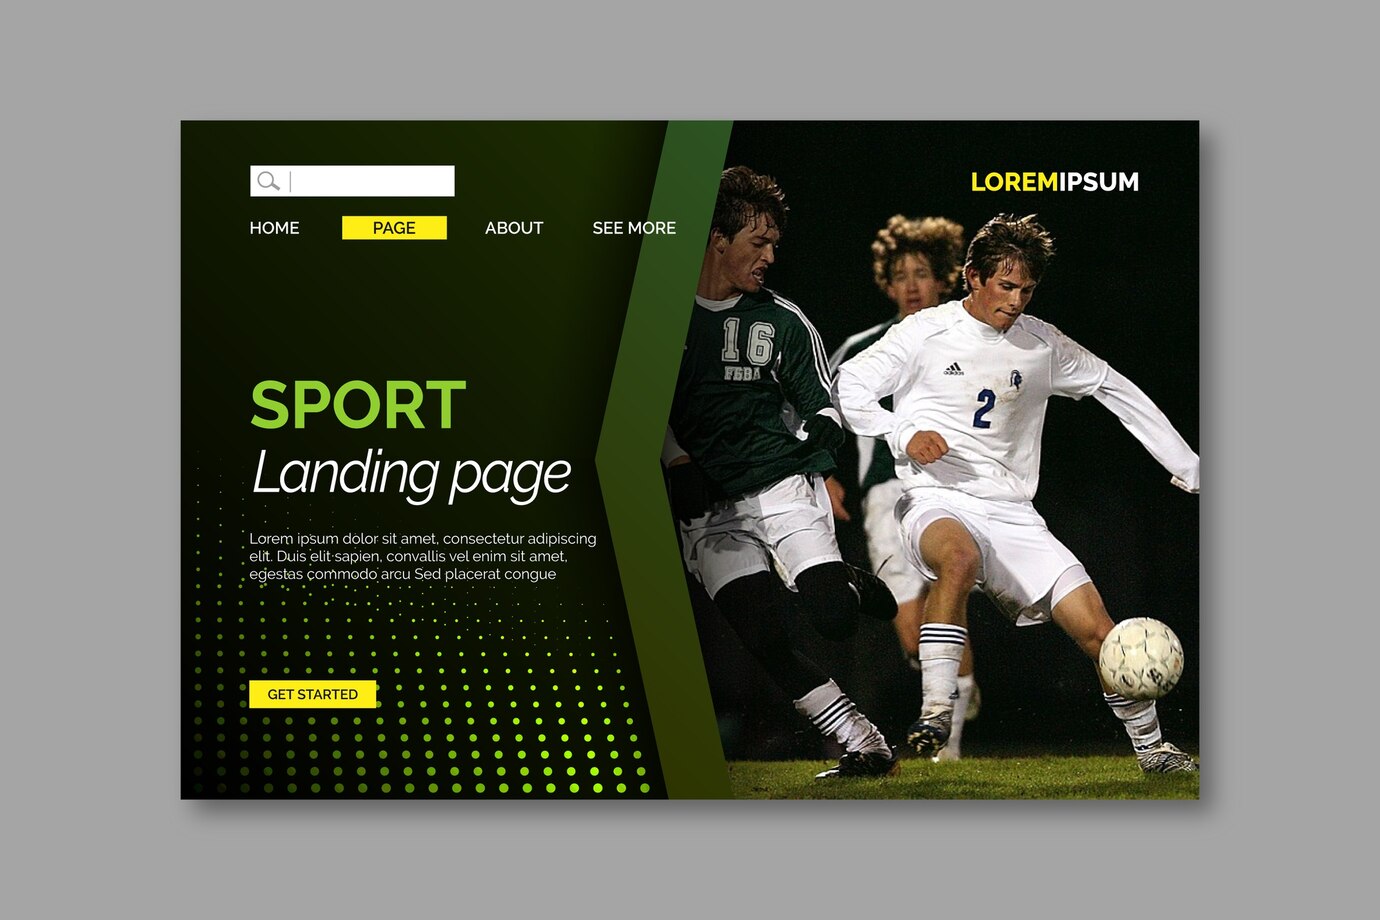 LOREMIPSUM
HOME PAGE ABOUT SEE MORE
SPORT
Landing page
Lorem ipsum dolor sit amet, consectetur adipiscing
elit. Duis elit sapien, convallis vel enim sit amet,
egestas commodo arcu Sed placerat congue
GET STARTED
16
adidas
2